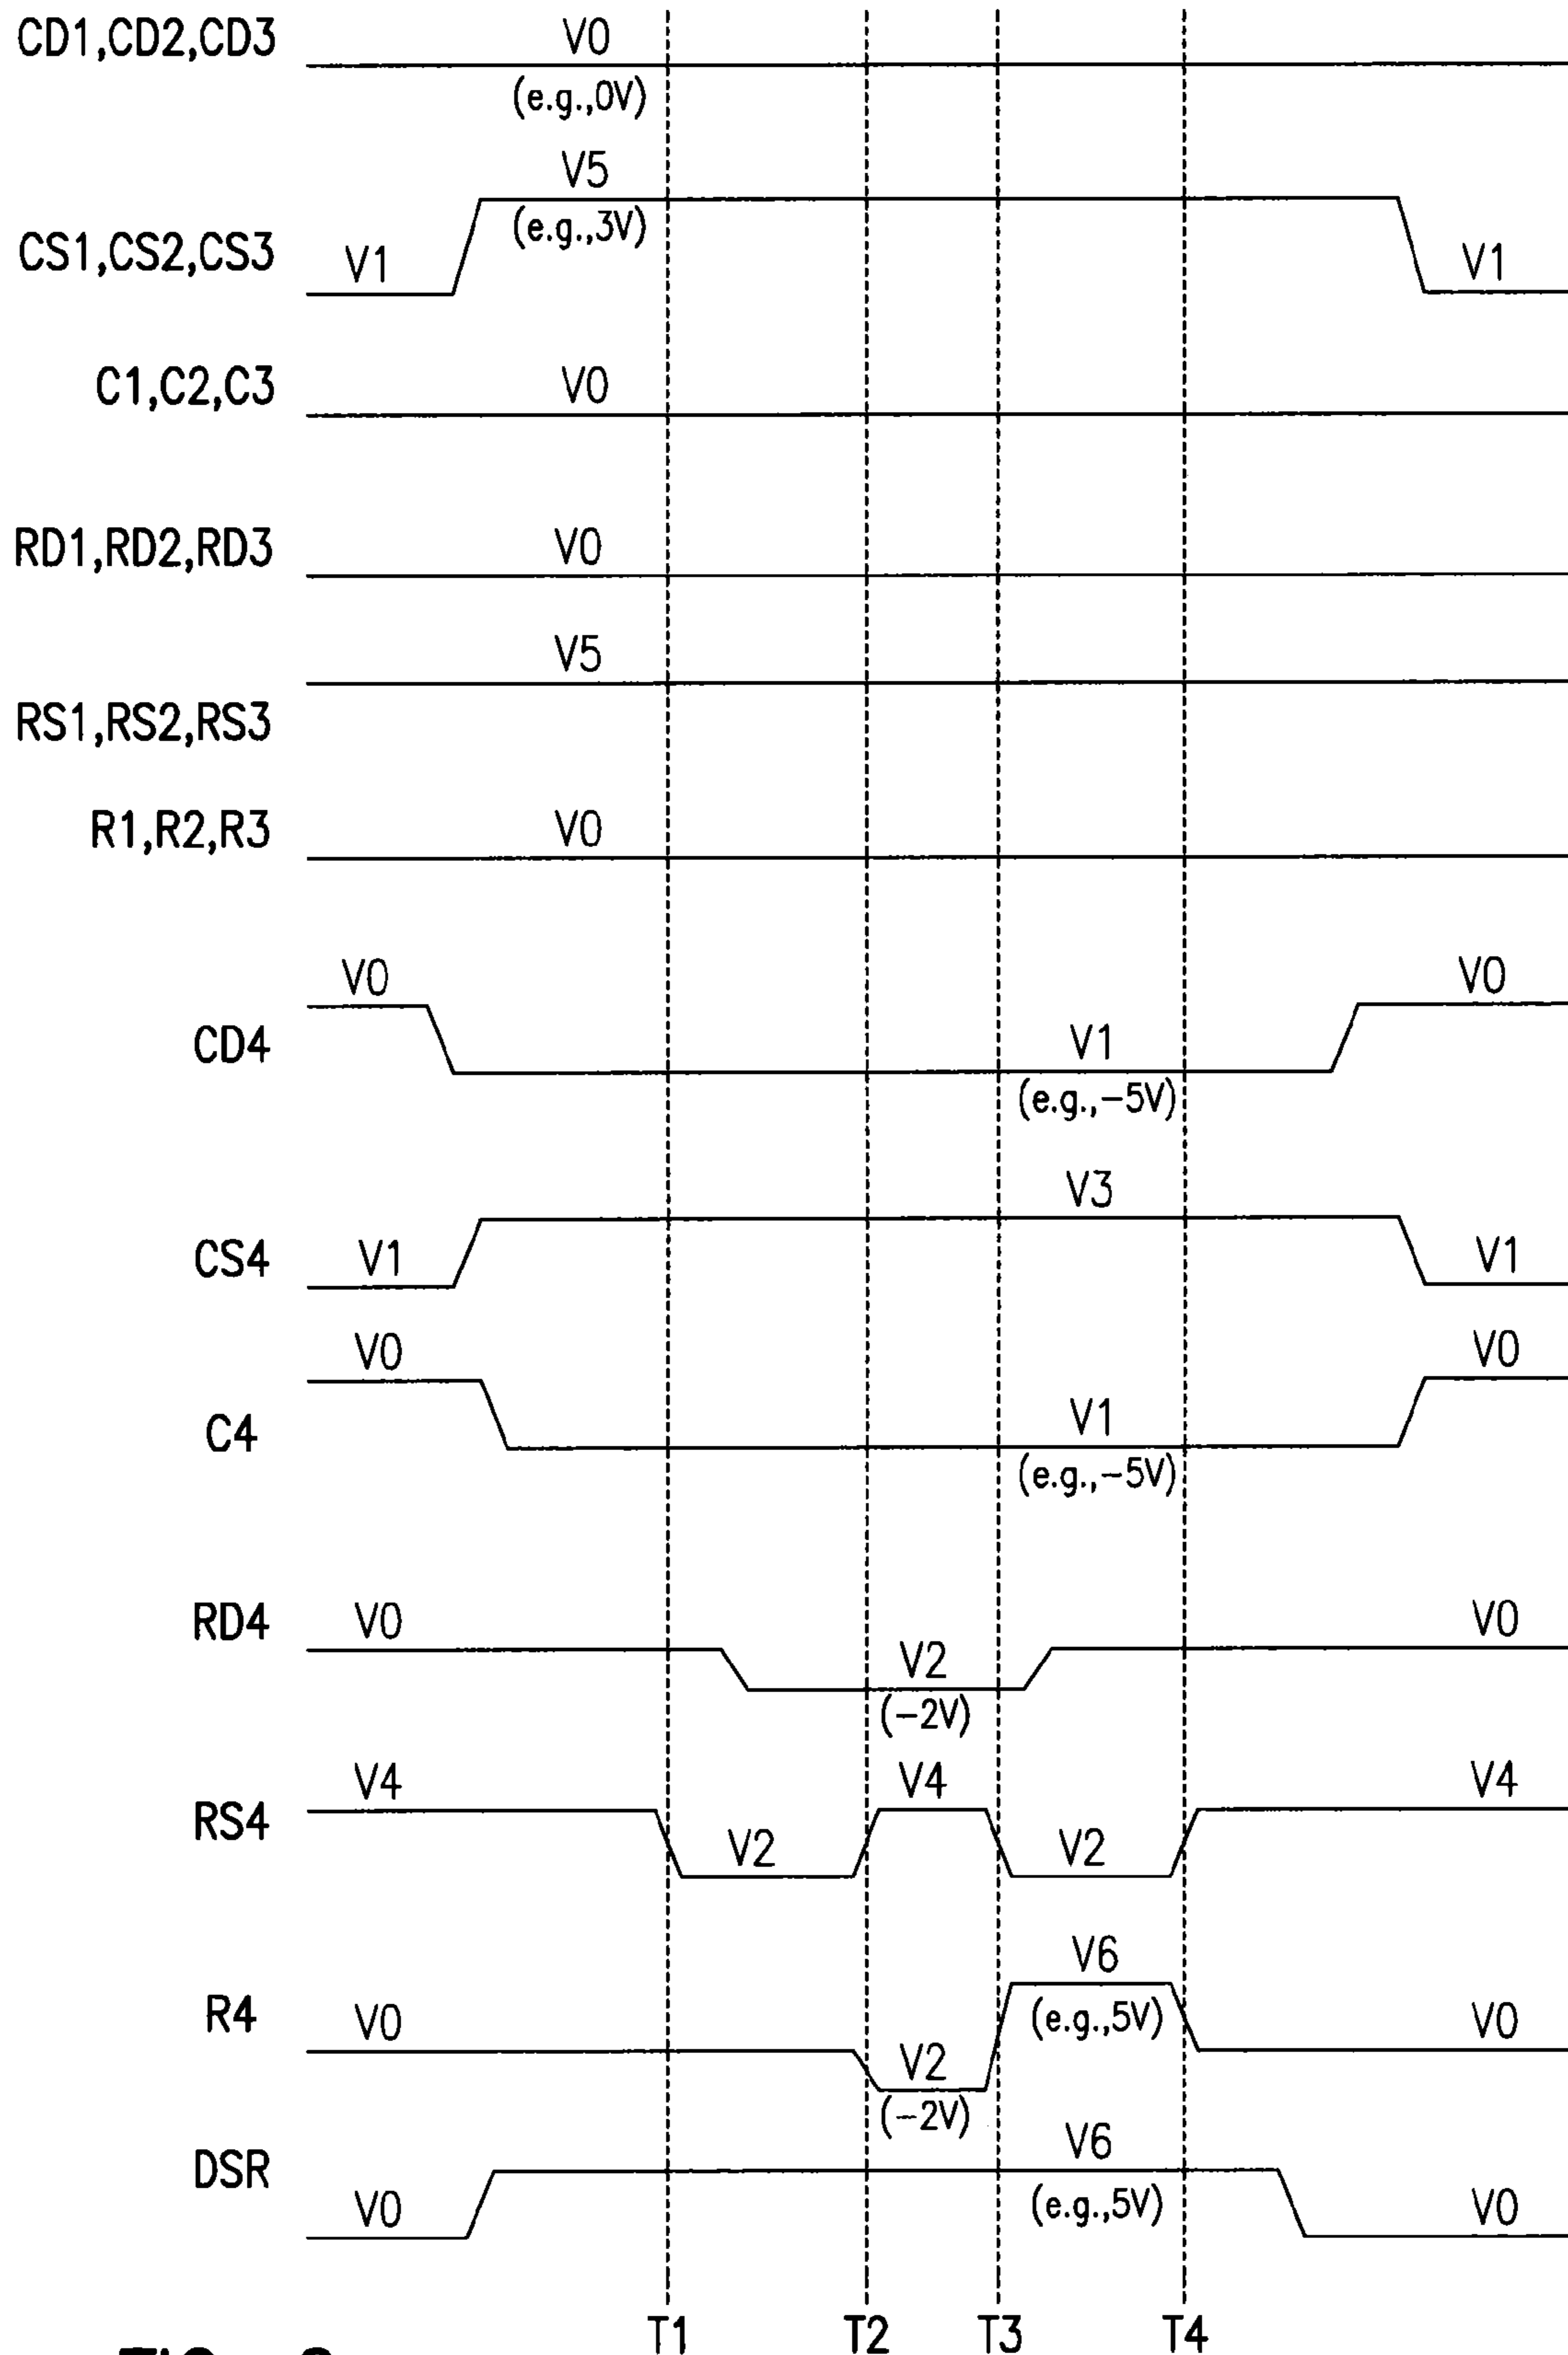 CD1,CD2,CD3
V0
(e.g.,0V)
V5
(e.g.,3V)
CS1,CS2,CS3
V1
V1
C1,C2,C3
V0
RD1,RD2,RD3
V0
V5
RS1,RS2,RS3
R1,R2,R3
V0
V0
V0
CD4
V1
(e.g.,-5V)
V3
CS4
V1
V1
V0
V0
C4
V1
(e.g.,-5V)
RD4
V0
V0
V2
(-2V)
V4
V4
V4
RS4
V2
V2
V6
R4
V0
(e.g.,5V)
V0
V2
(-2V)
DSR
V6
V0
(e.g.,5V)
V0
T1
T2
T3
T4